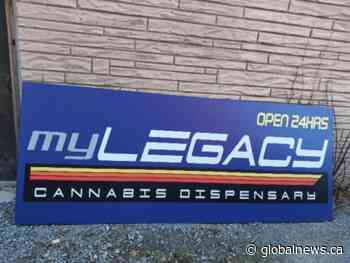 OPEN 24HRS
myLEGACY
CANNABIS DISPENSARY
globalnews.ca